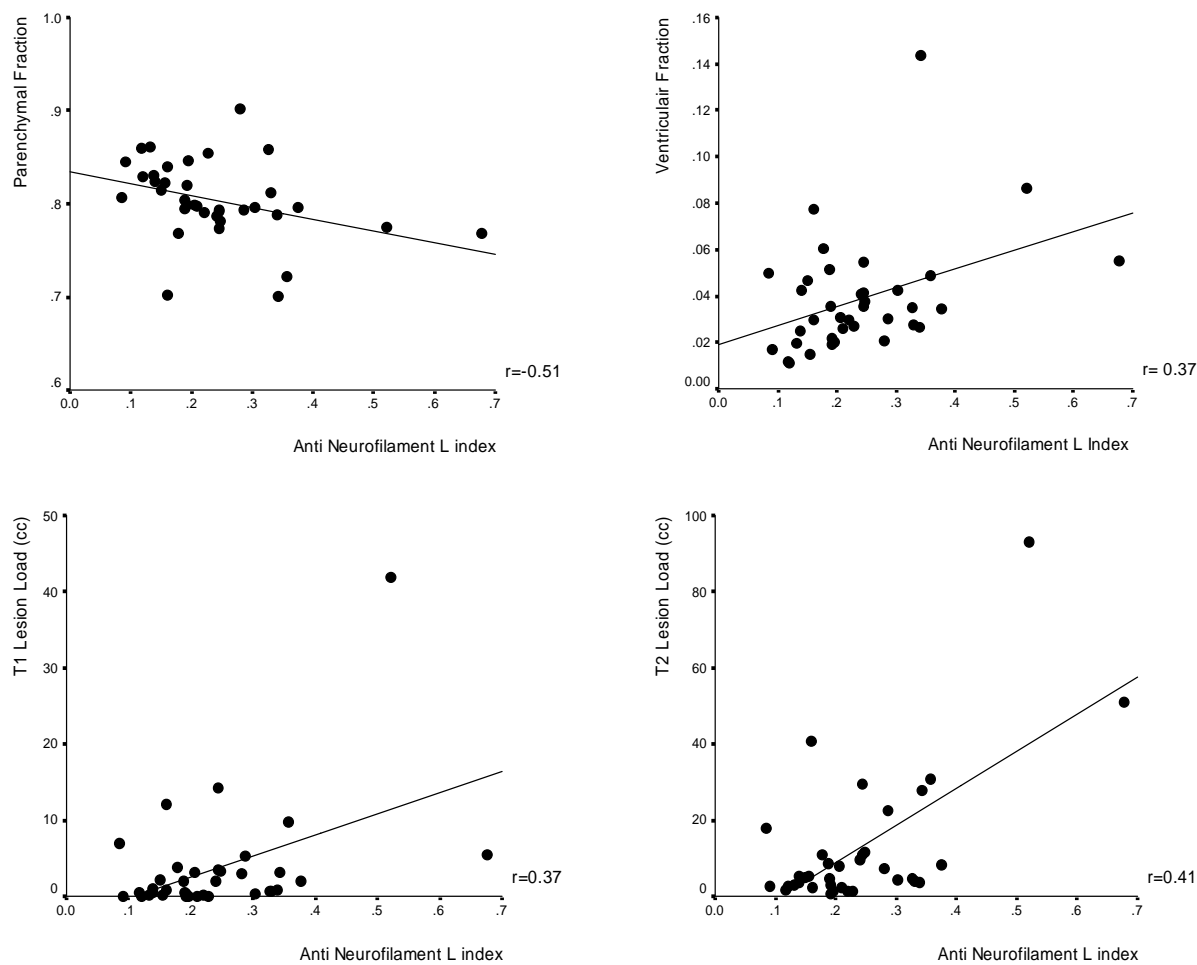 Parenchymal Fraction
1.0
.9
.8
.7
.6
0.0 .1 .2 .3 .4 .5 .6 .7
r=-0.51
Anti Neurofilament L index
Ventriculair Fraction
.16
.14
.12
.10
.08
.06
.04
.02
0.00
0.0 .1 .2 .3 .4 .5 .6 .7
r= 0.37
Anti Neurofilament L Index
T1 Lesion Load (cc)
50
40
30
20
10
0
0.0 .1 .2 .3 .4 .5 .6 .7
r=0.37
Anti Neurofilament L index
T2 Lesion Load (cc)
100
80
60
40
20
0
0.0 .1 .2 .3 .4 .5 .6 .7
r=0.41
Anti Neurofilament L index